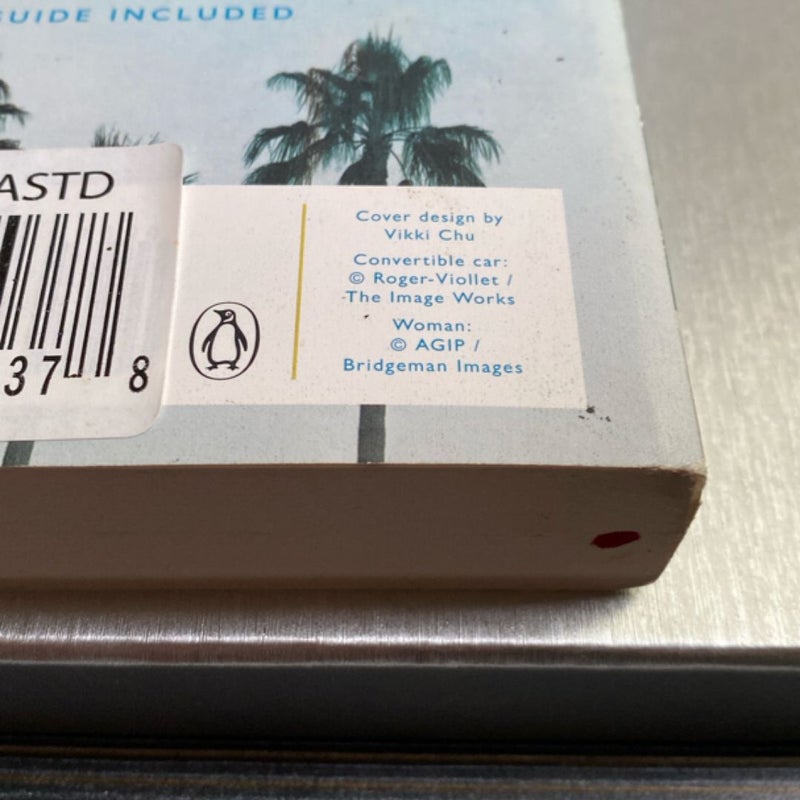 GUIDE INCLUDED
ASTD
37 8
Cover design by
Vikki Chu
Convertible car:
© Roger-Viollet /
The Image Works
Woman:
© AGIP /
Bridgeman Images